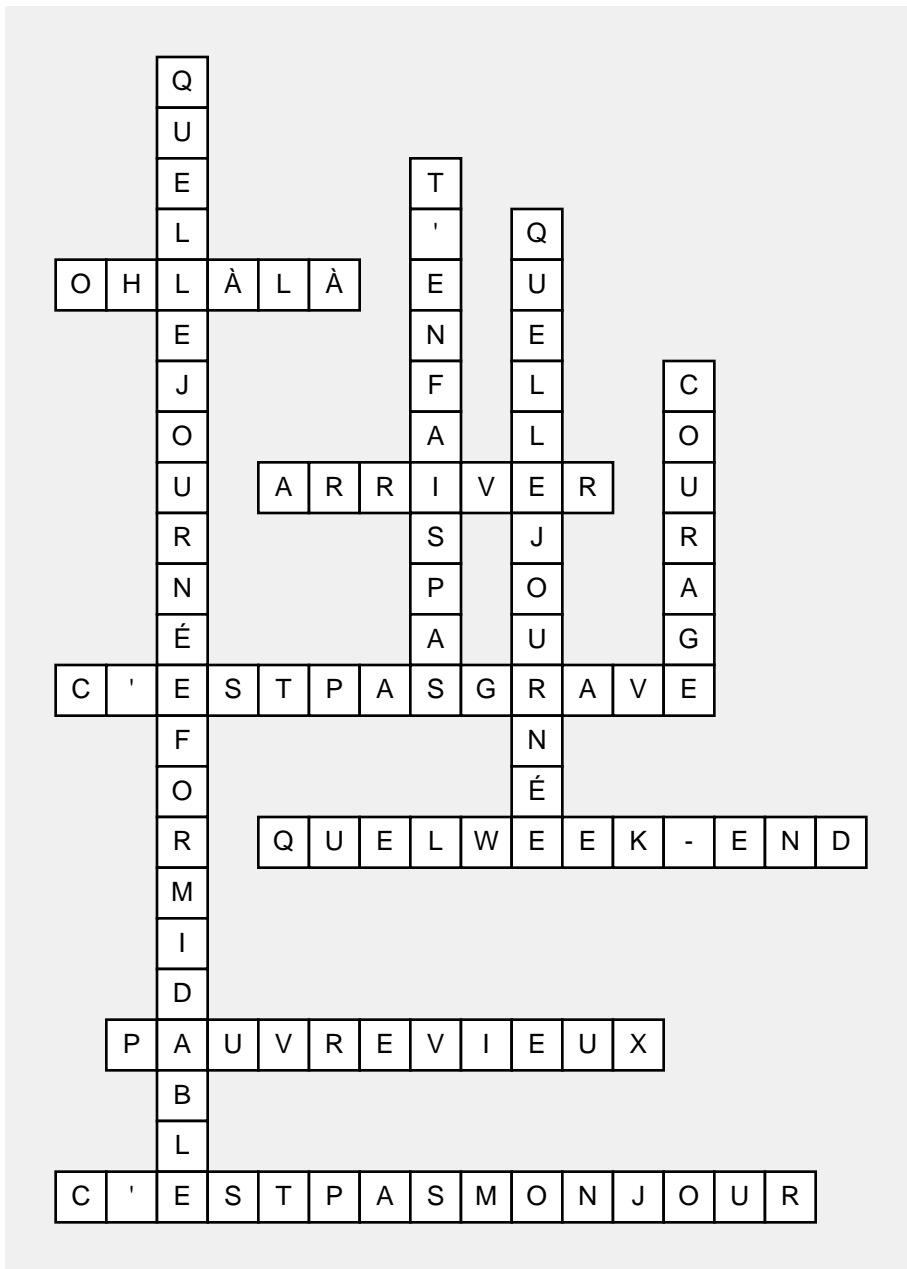 QUELLEJOURNÉEFORMIDABLE
T'ENFAISPAS
QUELLEJOURNÉE
OHLÀLÀ
COURAGE
ARRIVER
C'ESTPASGRAVE
QUELWEEK-END
PAUVREVIEUX
C'ESTPASMONJOUR